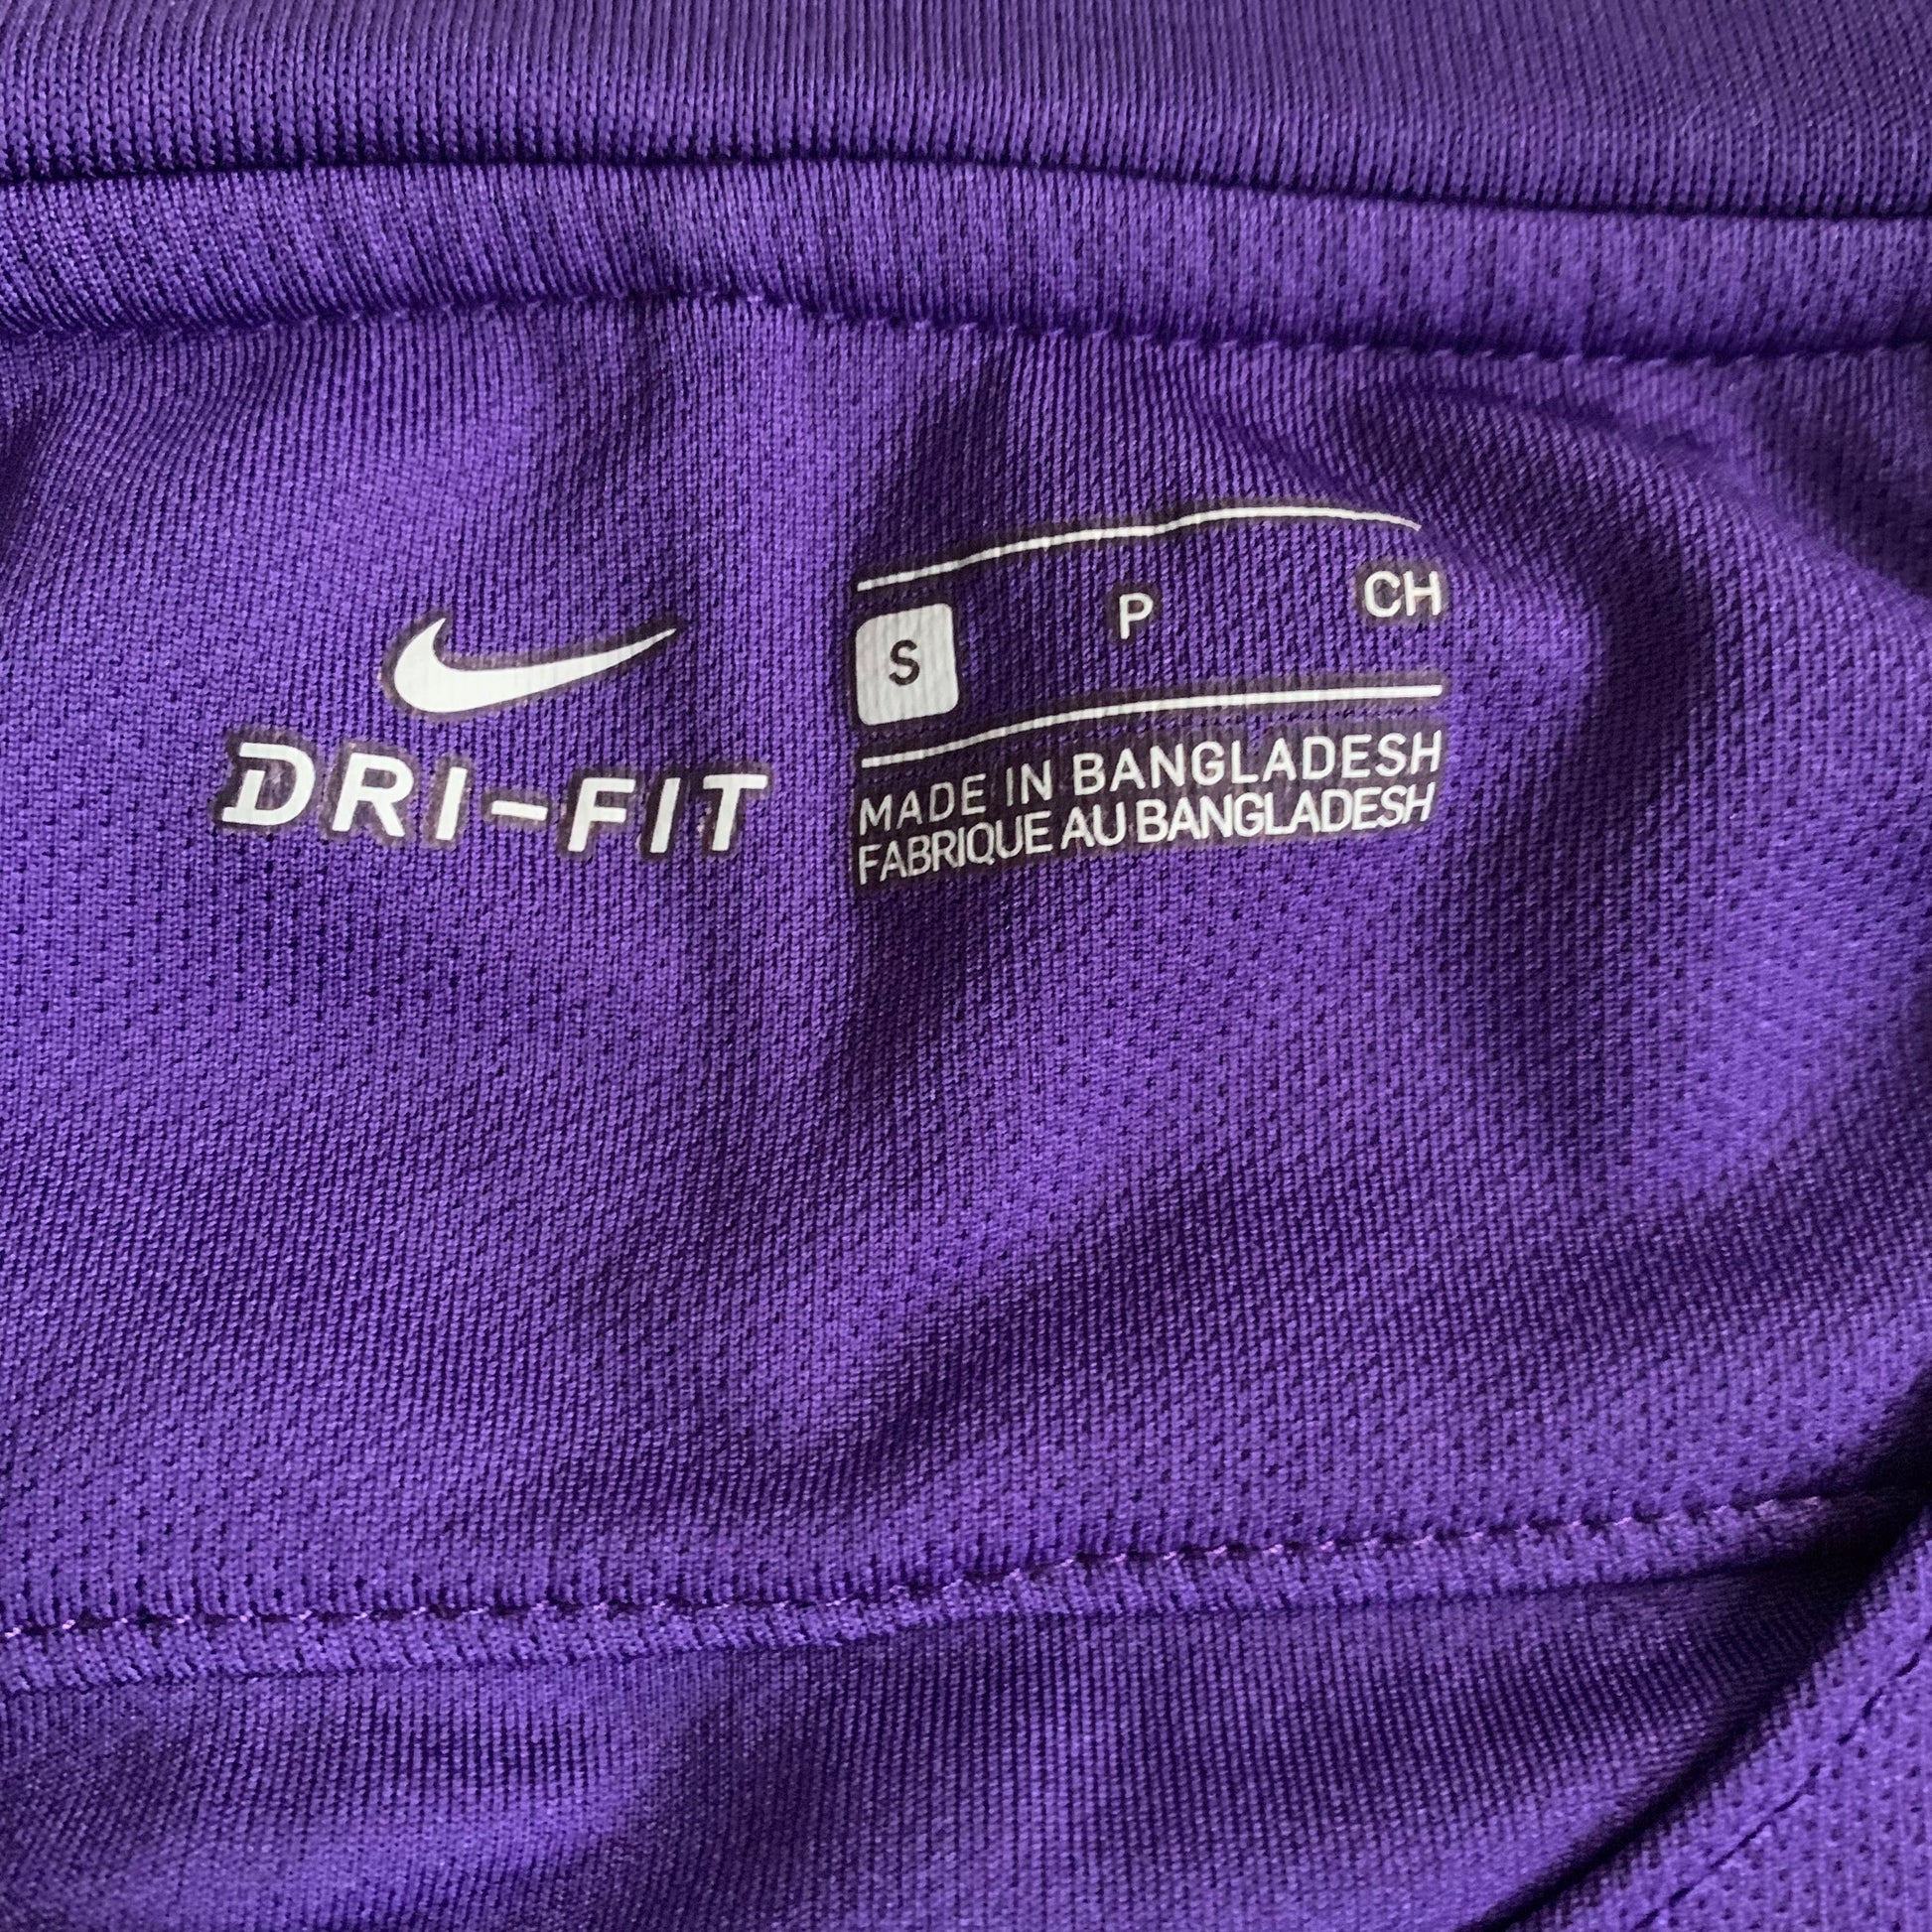 DRI-FIT
S P CH
MADE IN BANGLADESH
FABRIQUE AU BANGLADESH